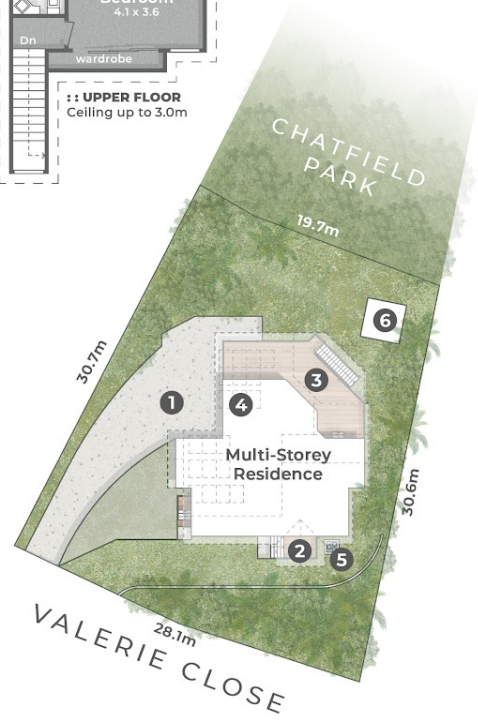 Bedroom
4.1 x 3.6
Dn
wardrobe
:: UPPER FLOOR
Ceiling up to 3.0m
CHATFIELD
PARK
19.7m
6
30.7m
3
1
4
Multi-Storey
Residence
30.6m
2
5
28.1m
VALERIE CLOSE